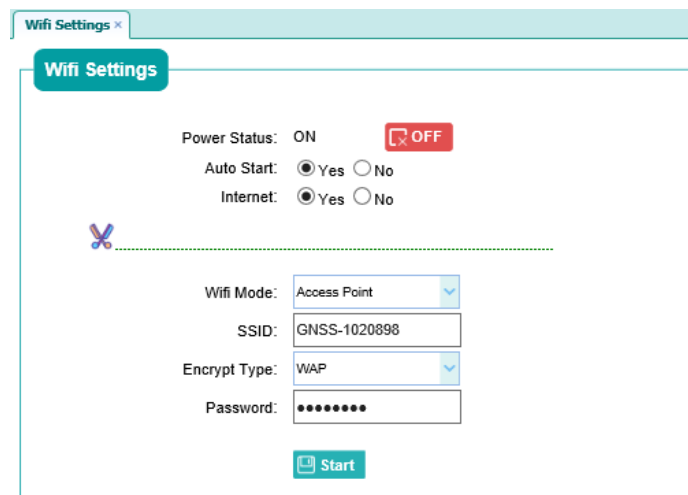 Wifi Settings ×
Wifi Settings
Power Status: ON OFF
Auto Start: Yes No
Internet: Yes No
Wifi Mode: Access Point
SSID: GNSS-1020898
Encrypt Type: WAP
Password: ●●●●●●●●
Start